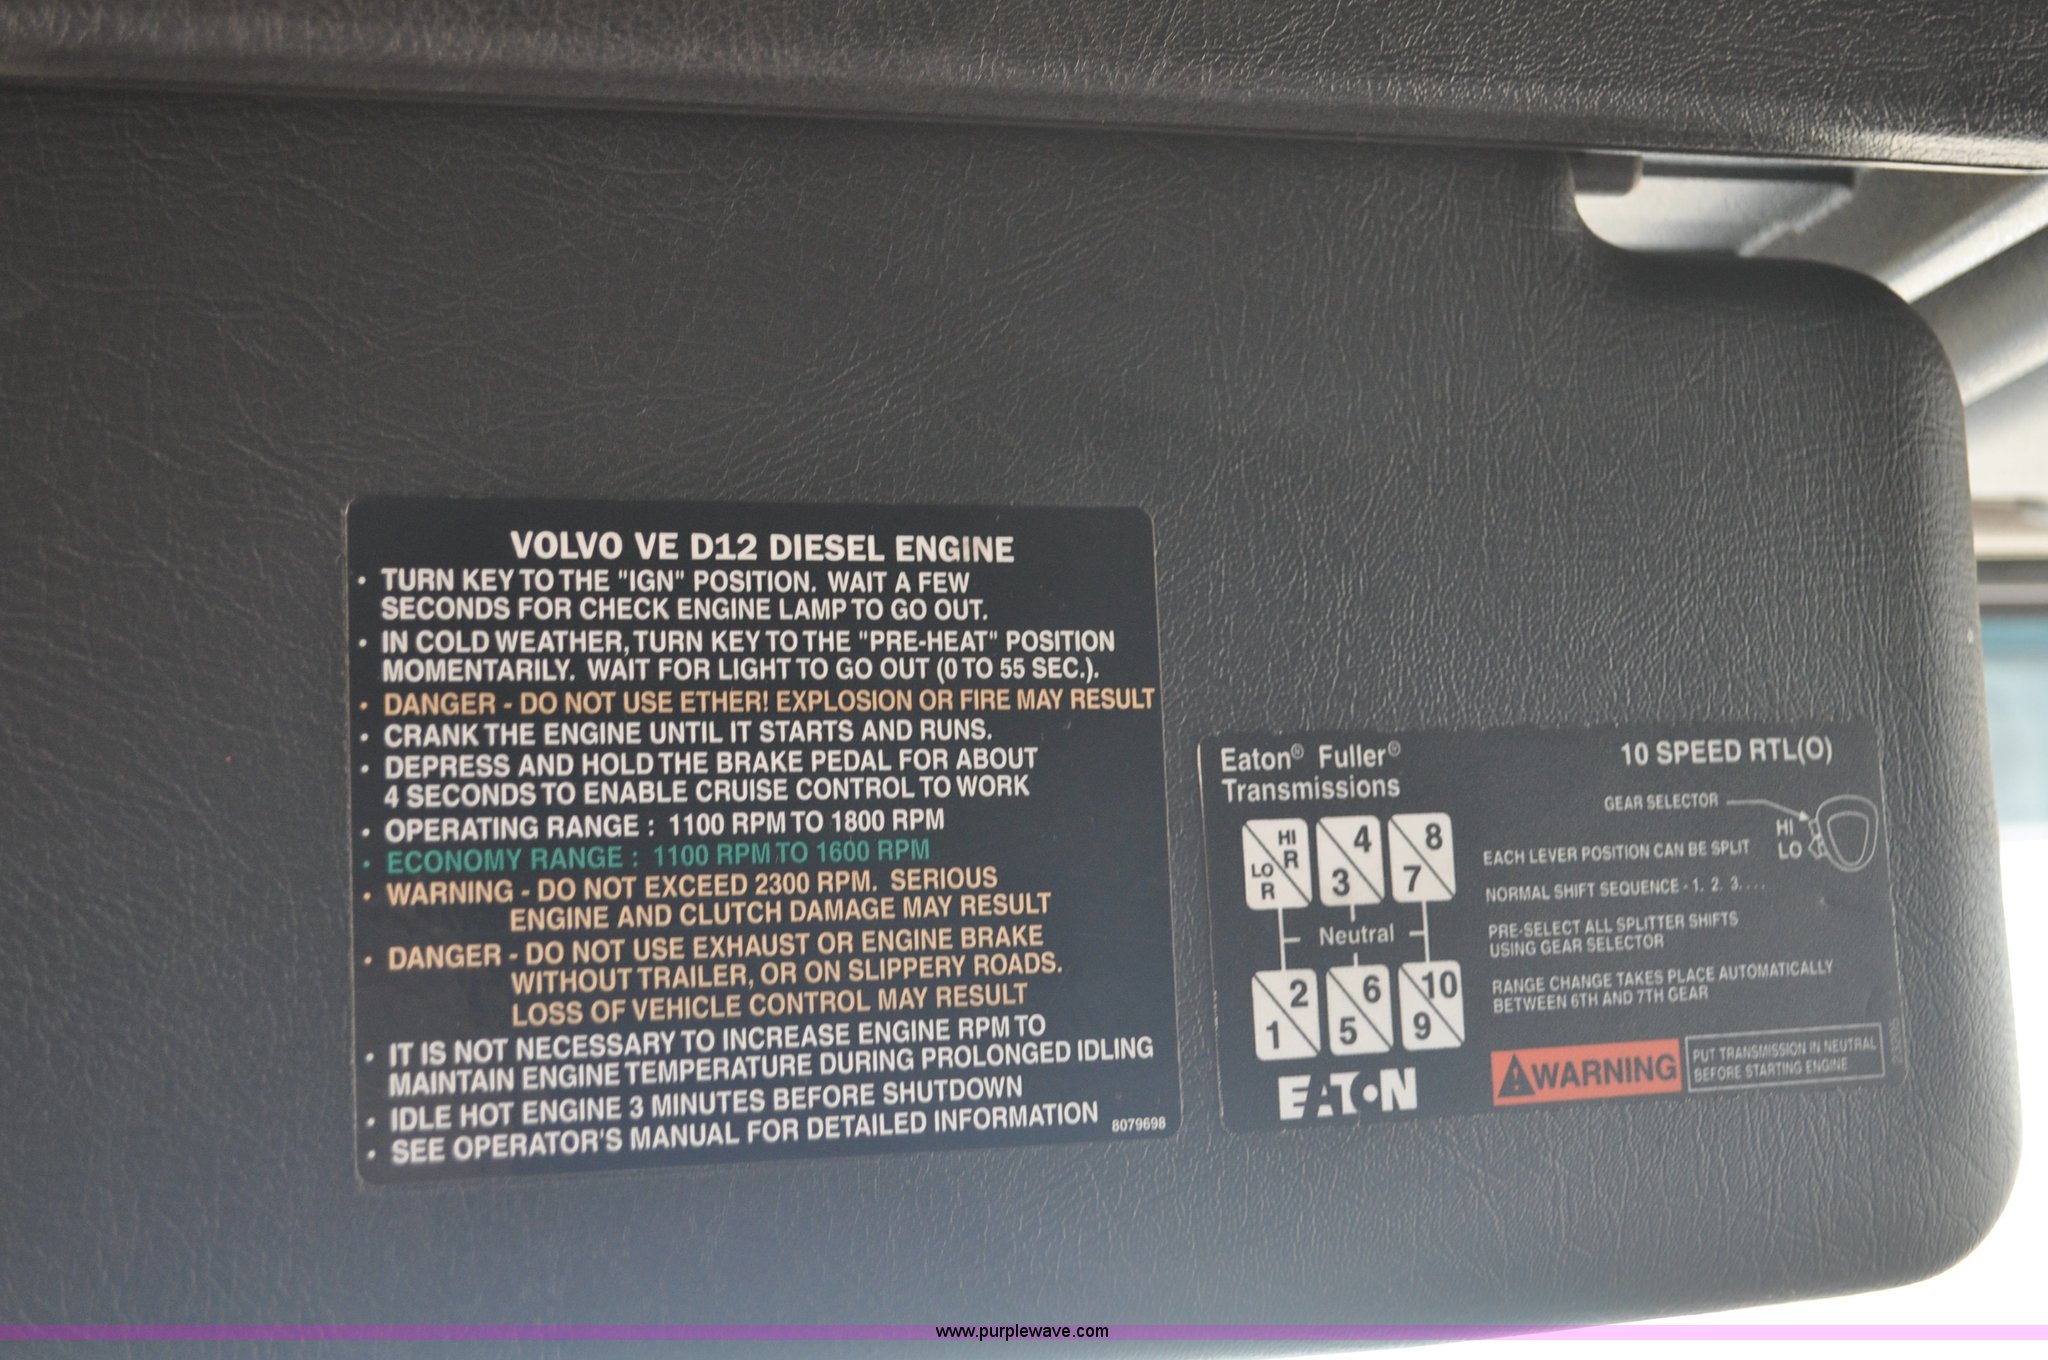 VOLVO VE D12 DIESEL ENGINE
• TURN KEY TO THE "IGN" POSITION. WAIT A FEW
SECONDS FOR CHECK ENGINE LAMP TO GO OUT.
• IN COLD WEATHER, TURN KEY TO THE "PRE-HEAT" POSITION
MOMENTARILY. WAIT FOR LIGHT TO GO OUT (0 TO 55 SEC.).
• DANGER - DO NOT USE ETHER! EXPLOSION OR FIRE MAY RESULT
• CRANK THE ENGINE UNTIL IT STARTS AND RUNS.
• DEPRESS AND HOLD THE BRAKE PEDAL FOR ABOUT
4 SECONDS TO ENABLE CRUISE CONTROL TO WORK
• OPERATING RANGE : 1100 RPM TO 1800 RPM
• ECONOMY RANGE : 1100 RPM TO 1600 RPM
• WARNING - DO NOT EXCEED 2300 RPM. SERIOUS
ENGINE AND CLUTCH DAMAGE MAY RESULT
• DANGER - DO NOT USE EXHAUST OR ENGINE BRAKE
WITHOUT TRAILER, OR ON SLIPPERY ROADS.
LOSS OF VEHICLE CONTROL MAY RESULT
• IT IS NOT NECESSARY TO INCREASE ENGINE RPM TO
MAINTAIN ENGINE TEMPERATURE DURING PROLONGED IDLING
• IDLE HOT ENGINE 3 MINUTES BEFORE SHUTDOWN
• SEE OPERATOR'S MANUAL FOR DETAILED INFORMATION
8079698
Eaton® Fuller®
Transmissions
10 SPEED RTL(O)
HI R LO R
4 3
8 7
Neutral
2 1
6 5
10 9
EATON
GEAR SELECTOR
HI
LO
EACH LEVER POSITION CAN BE SPLIT
NORMAL SHIFT SEQUENCE - 1, 2, 3. . . .
PRE-SELECT ALL SPLITTER SHIFTS
USING GEAR SELECTOR
RANGE CHANGE TAKES PLACE AUTOMATICALLY
BETWEEN 6TH AND 7TH GEAR
WARNING
PUT TRANSMISSION IN NEUTRAL
BEFORE STARTING ENGINE
www.purplewave.com